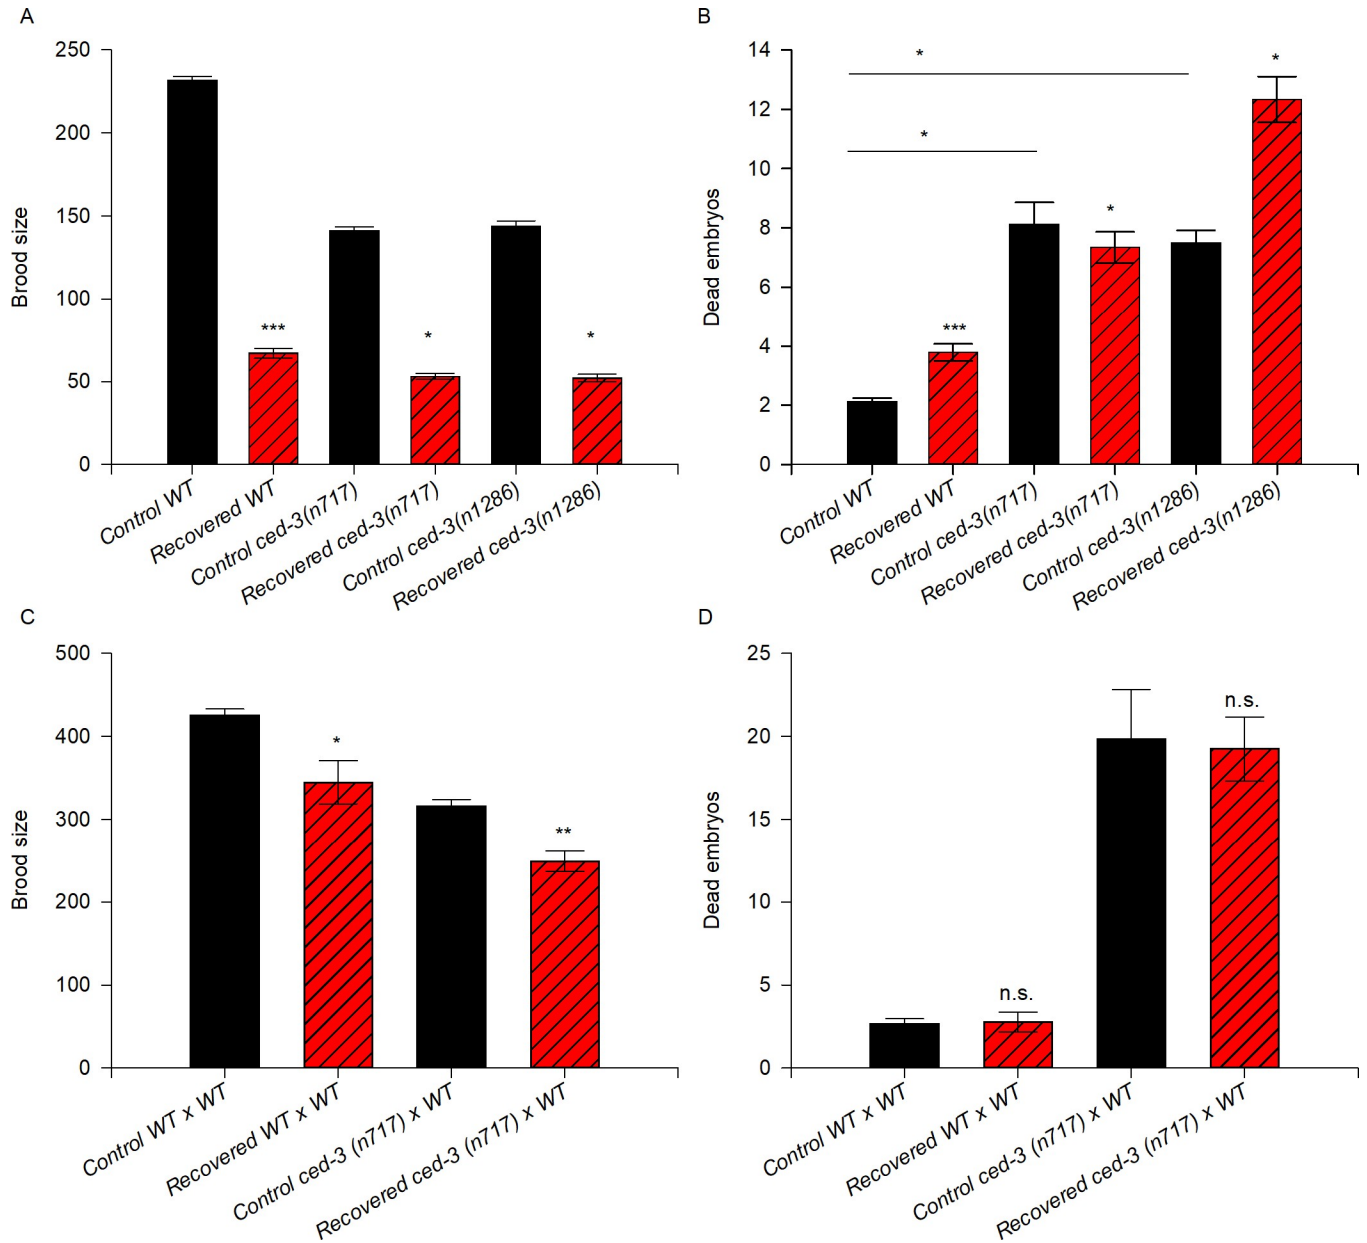 A
Brood size
250
200
150
100
50
0
***
*
*
Control WT
Recovered WT
Control ced-3(n717)
Recovered ced-3(n717)
Control ced-3(n1286)
Recovered ced-3(n1286)
B
Dead embryos
14
12
10
8
6
4
2
0
*
*
***
*
*
Control WT
Recovered WT
Control ced-3(n717)
Recovered ced-3(n717)
Control ced-3(n1286)
Recovered ced-3(n1286)
C
Brood size
500
400
300
200
100
0
*
**
Control WT x WT
Recovered WT x WT
Control ced-3 (n717) x WT
Recovered ced-3 (n717) x WT
D
Dead embryos
25
20
15
10
5
0
n.s.
n.s.
Control WT x WT
Recovered WT x WT
Control ced-3 (n717) x WT
Recovered ced-3 (n717) x WT